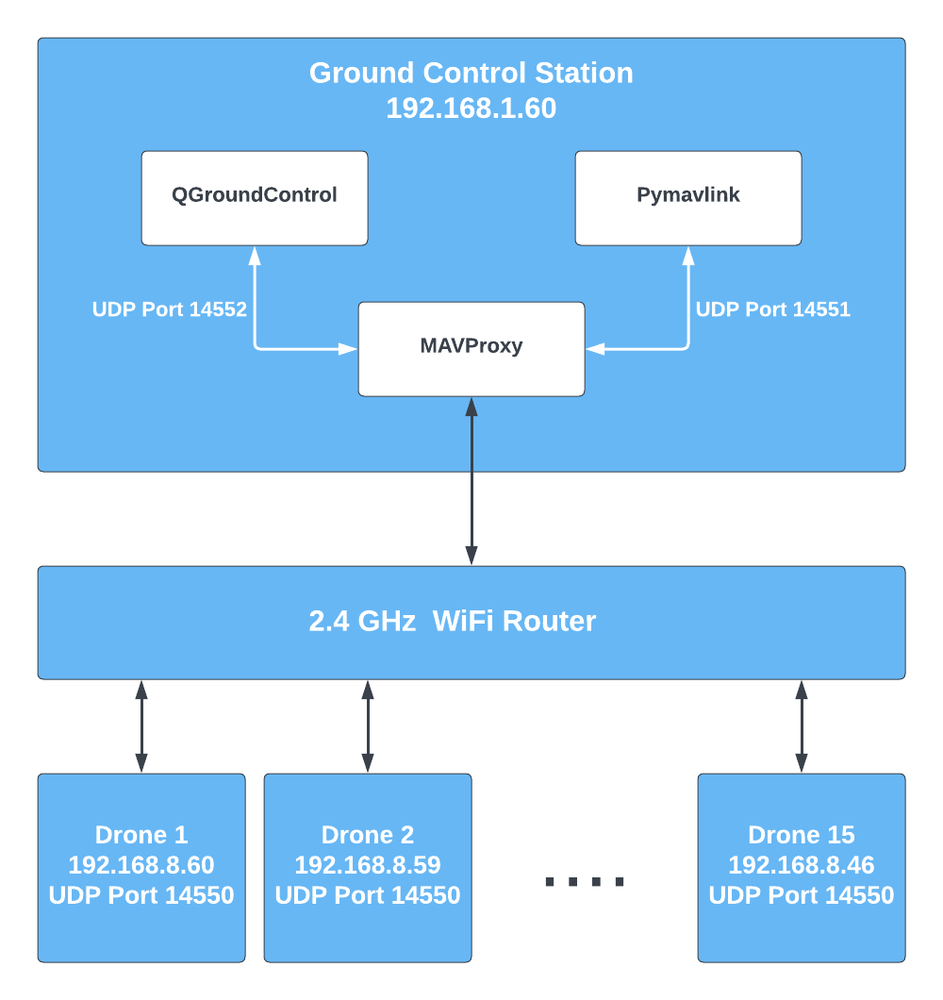 Ground Control Station
192.168.1.60
QGroundControl
Pymavlink
UDP Port 14552
UDP Port 14551
MAVProxy
2.4 GHz  WiFi Router
Drone 1
192.168.8.60
UDP Port 14550
Drone 2
192.168.8.59
UDP Port 14550
....
Drone 15
192.168.8.46
UDP Port 14550